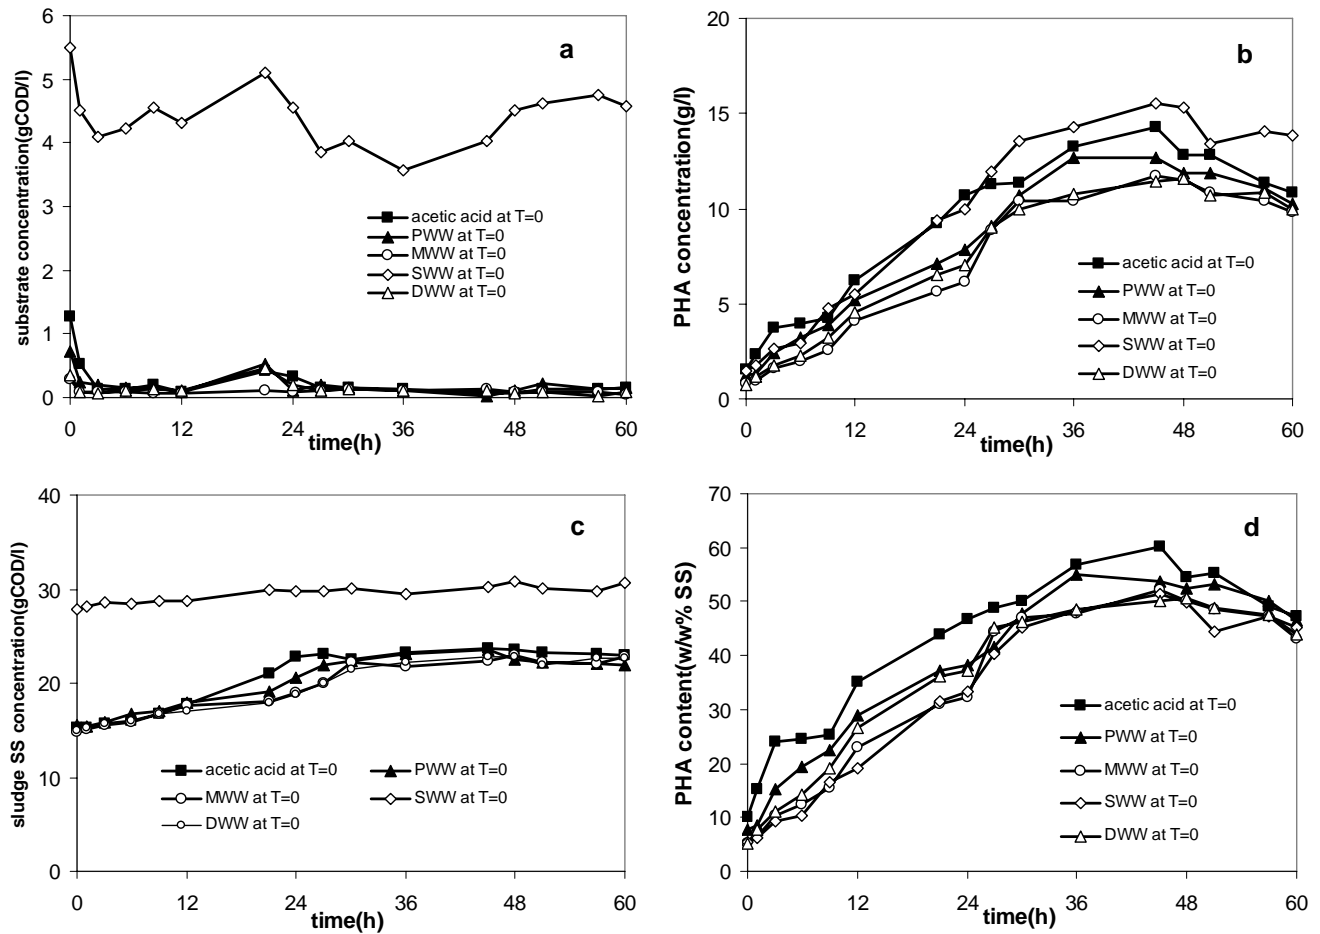 a
substrate concentration(gCOD/l)
6
5
4
3
2
1
0
acetic acid at T=0
PWW at T=0
MWW at T=0
SWW at T=0
DWW at T=0
0 12 24 36 48 60
time(h)
b
PHA concentration(g/l)
20
15
10
5
0
acetic acid at T=0
PWW at T=0
MWW at T=0
SWW at T=0
DWW at T=0
0 12 24 36 48 60
time(h)
c
sludge SS concentration(gCOD/l)
40
30
20
10
0
acetic acid at T=0 PWW at T=0
MWW at T=0 SWW at T=0
DWW at T=0
0 12 24 36 48 60
time(h)
d
PHA content(w/w% SS)
70
60
50
40
30
20
10
0
acetic acid at T=0
PWW at T=0
MWW at T=0
SWW at T=0
DWW at T=0
0 12 24 36 48 60
time(h)